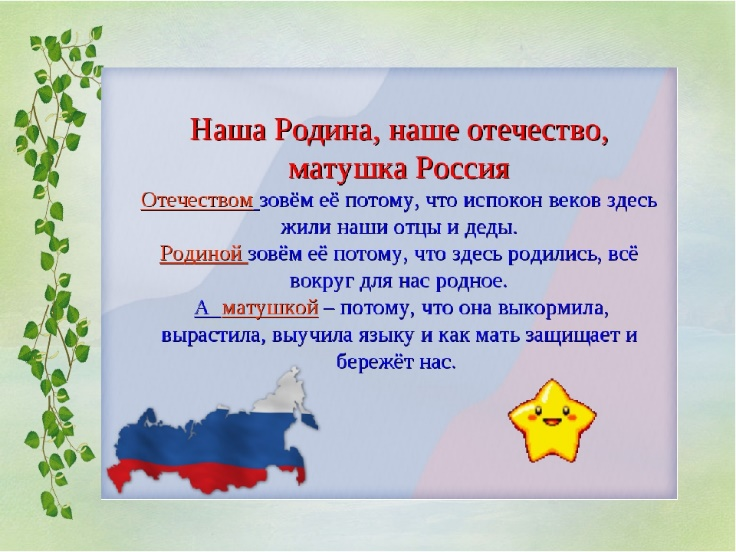 Наша Родина, наше отечество,
матушка Россия
Отечеством зовём её потому, что испокон веков здесь
жили наши отцы и деды.
Родиной зовём её потому, что здесь родились, всё
вокруг для нас родное.
А матушкой – потому, что она выкормила,
вырастила, выучила языку и как мать защищает и
бережёт нас.